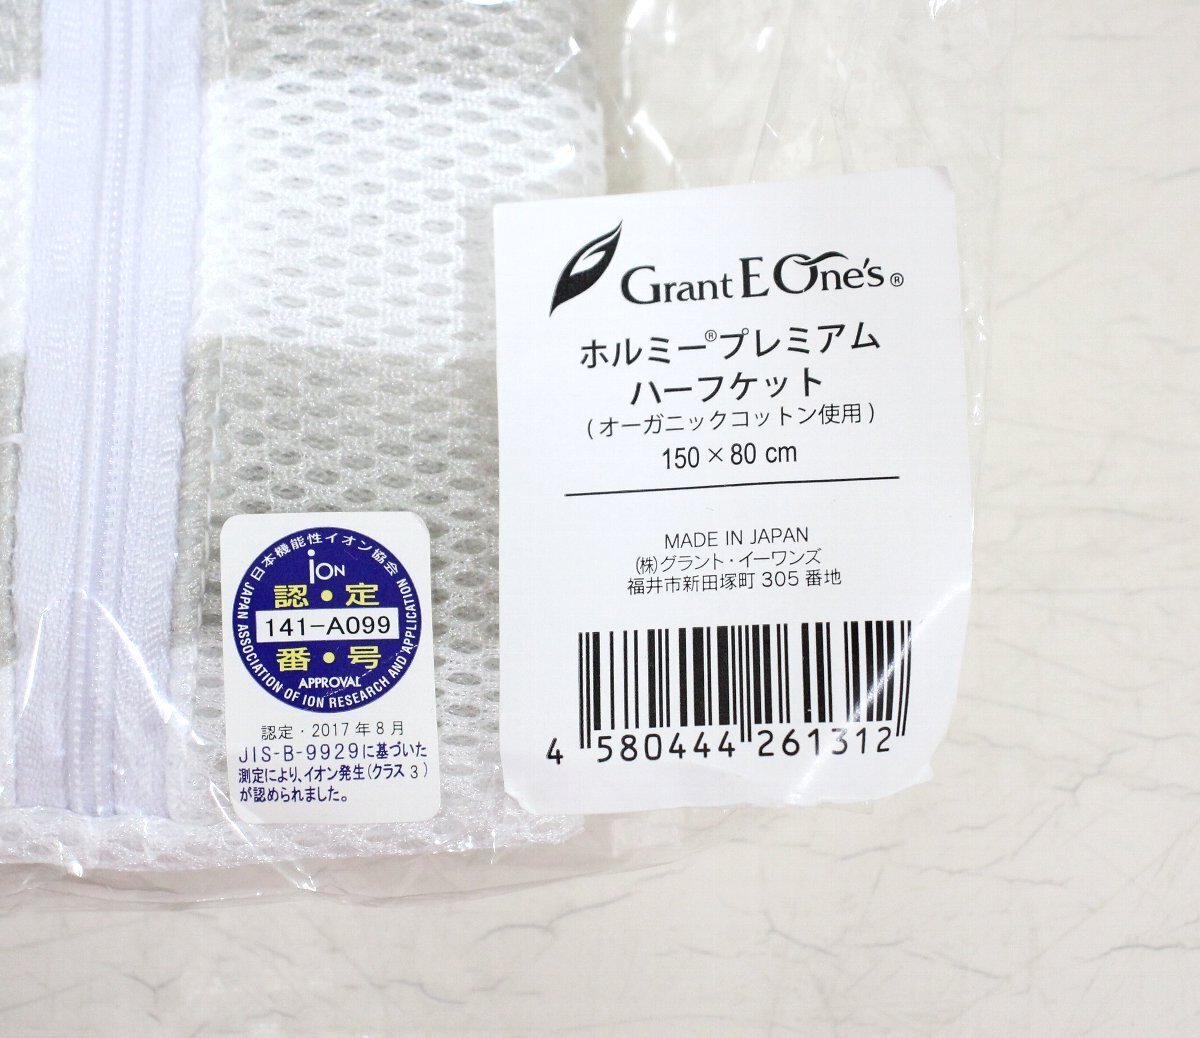 Grant E One's®
ホルミー®プレミアム
ハーフケット
(オーガニックコットン使用)
150×80 cm
MADE IN JAPAN
㈱グラント・イーワンズ
福井市新田塚町 305 番地
4 580444 261312
日本機能性イオン協会
ION
認・定
141-A099
番・号
APPROVAL
JAPAN ASSOCIATION OF ION RESEARCH AND APPLICATION
認定・2017年8月
JIS-B-9929に基づいた
測定により、イオン発生(クラス3)
が認められました。